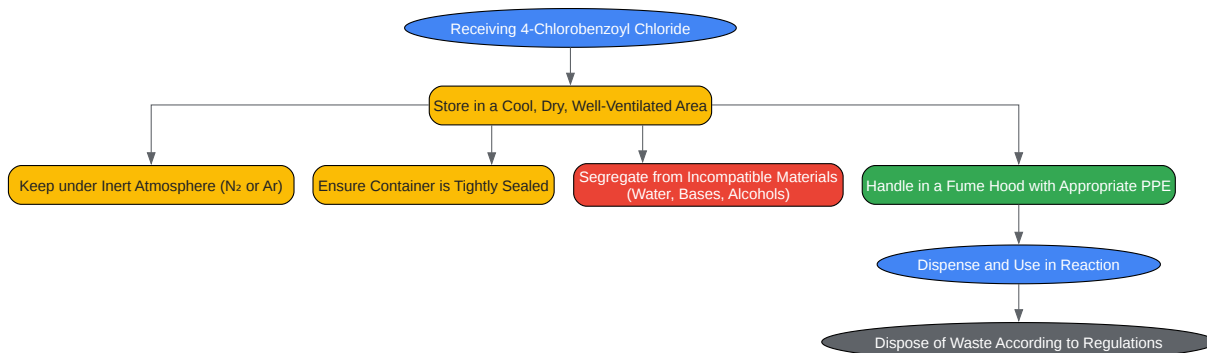 Receiving 4-Chlorobenzoyl Chloride
Store in a Cool, Dry, Well-Ventilated Area
Keep under Inert Atmosphere (N₂ or Ar)
Ensure Container is Tightly Sealed
Segregate from Incompatible Materials
(Water, Bases, Alcohols)
Handle in a Fume Hood with Appropriate PPE
Dispense and Use in Reaction
Dispose of Waste According to Regulations